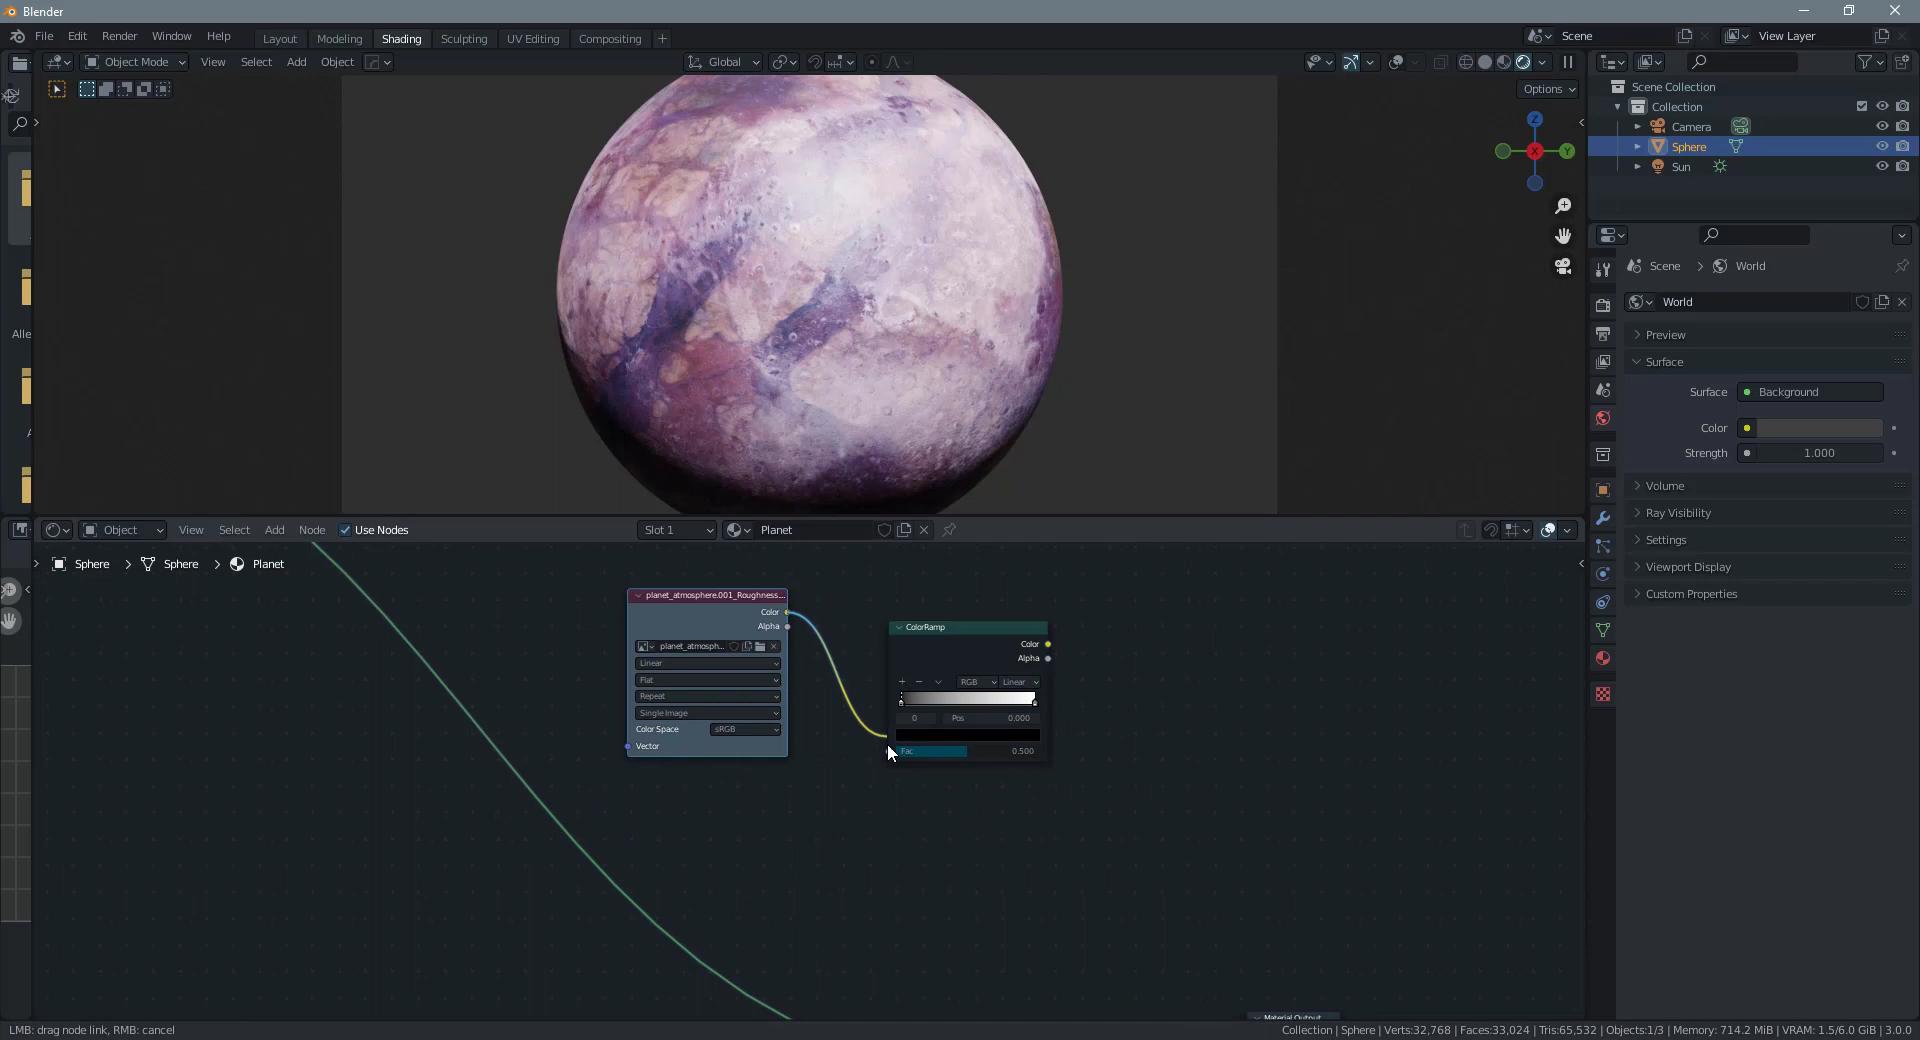 Blender
File Edit Render Window Help Layout Modeling Shading Sculpting UV Editing Compositing + Scene View Layer
Object Mode View Select Add Object Global
Options
Z
X Y
Scene Collection
Collection
Camera
Sphere
Sun
Scene > World
World
Preview
Surface
Surface Background
Color
Strength 1.000
Volume
Ray Visibility
Settings
Viewport Display
Custom Properties
Alle
Object View Select Add Node Use Nodes Slot 1 Planet
Sphere > Sphere > Planet
planet_atmosphere.001_Roughness...
Color
Alpha
planet_atmosph...
Linear
Flat
Repeat
Single Image
Color Space sRGB
Vector
ColorRamp
Color
Alpha
+ − RGB Linear
0 Pos 0.000
Fac 0.500
Material Output
LMB: drag node link, RMB: cancel
Collection | Sphere | Verts:32,768 | Faces:33,024 | Tris:65,532 | Objects:1/3 | Memory: 714.2 MiB | VRAM: 1.5/6.0 GiB | 3.0.0